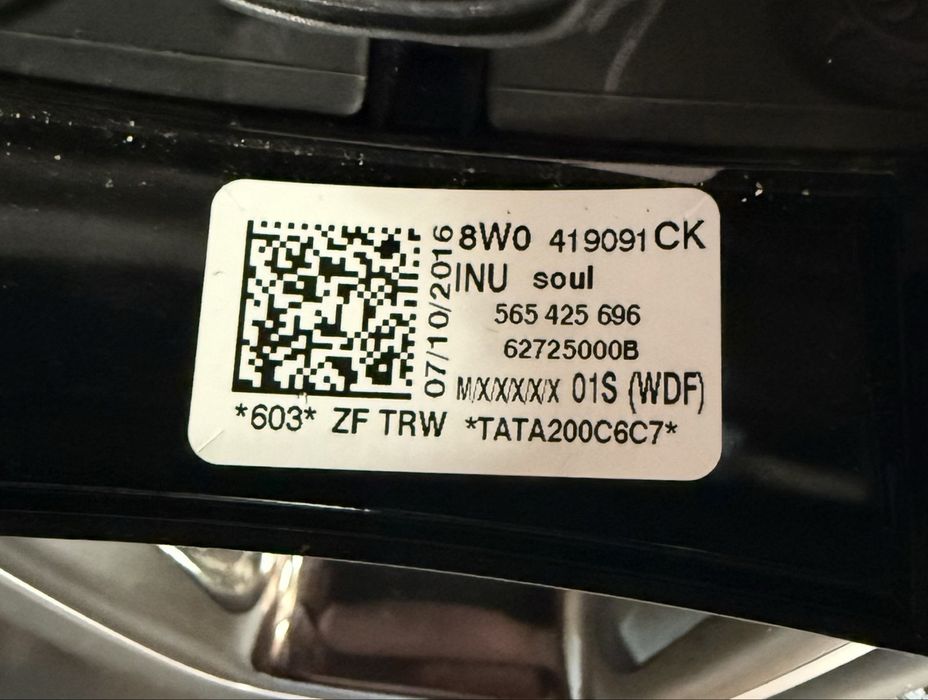 8W0 419091 CK
INU soul
565 425 696
62725000B
M/X/X/X/X/X 01S (WDF)
*603* ZF TRW *TATA200C6C7*
07/10/2016